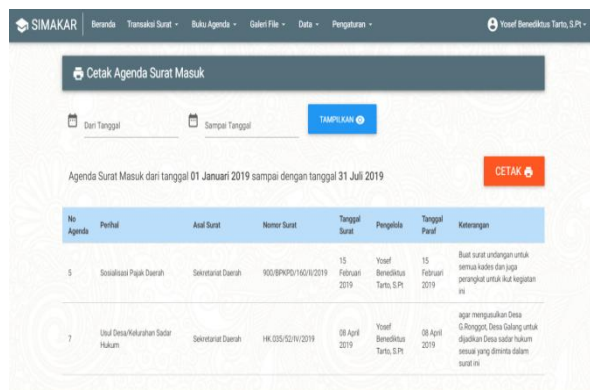 SIMAKAR Beranda Transaksi Surat Buku Agenda Galeri File Data Pengaturan Yosef Benediktus Tarto, S.Pt
Cetak Agenda Surat Masuk
Dari Tanggal Sampai Tanggal TAMPILKAN
Agenda Surat Masuk dari tanggal 01 Januari 2019 sampai dengan tanggal 31 Juli 2019 CETAK
No Agenda Perihal Asal Surat Nomor Surat Tanggal Surat Pengelola Tanggal Paraf Keterangan
5 Sosialisasi Pajak Daerah Sekretariat Daerah 900/BPKPD/160/II/2019 15 Februari 2019 Yosef Benediktus Tarto, S.Pt 15 Februari 2019 Buat surat undangan untuk semua kades dan juga perangkat untuk ikut kegiatan ini
7 Usul Desa/Kelurahan Sadar Hukum Sekretariat Daerah HK.035/52/IV/2019 08 April 2019 Yosef Benediktus Tarto, S.Pt 08 April 2019 agar mengusulkan Desa G.Ronggot, Desa Galang untuk dijadikan Desa sadar hukum sesuai yang diminta dalam surat ini